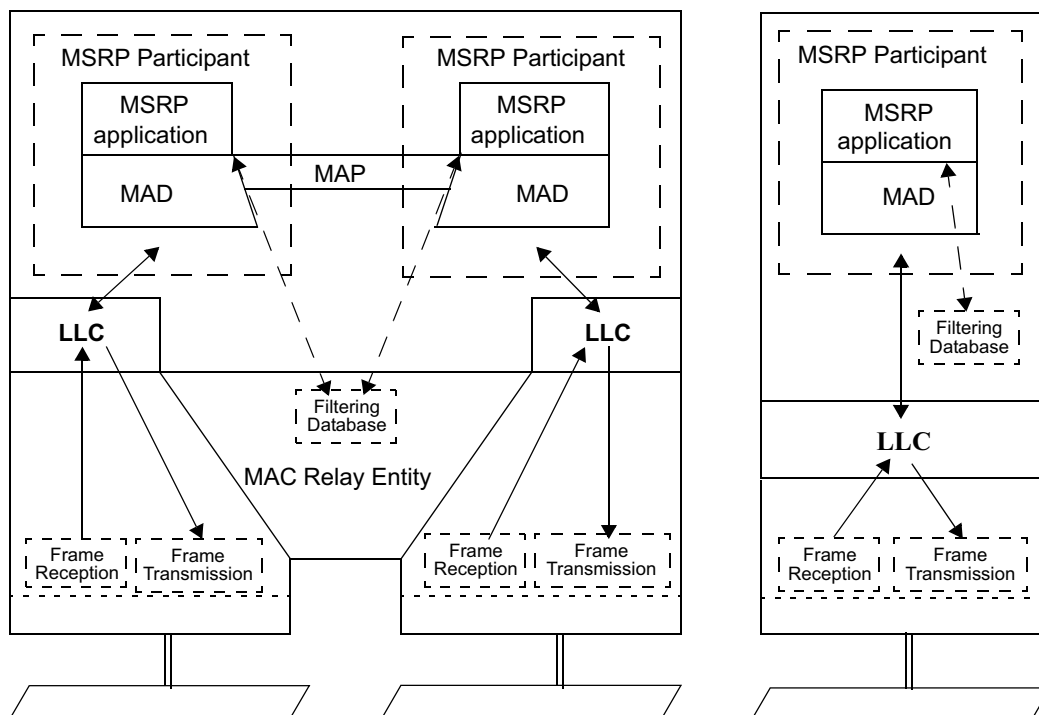 MSRP Participant
MSRP
application
MAD
MAP
MSRP Participant
MSRP
application
MAD
LLC
LLC
Filtering
Database
MAC Relay Entity
Frame
Reception
Frame
Transmission
Frame
Reception
Frame
Transmission
MSRP Participant
MSRP
application
MAD
Filtering
Database
LLC
Frame
Reception
Frame
Transmission